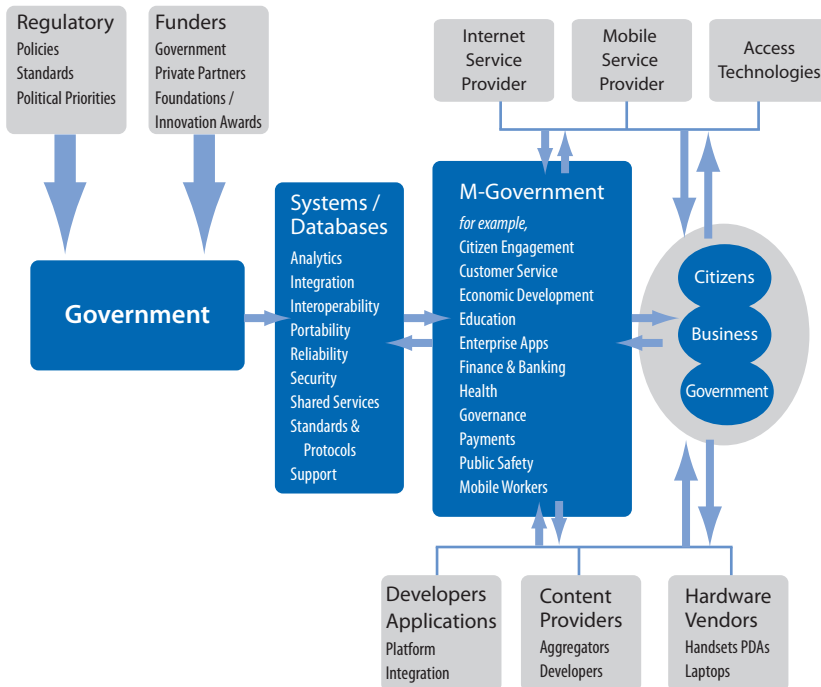 Regulatory
Policies
Standards
Political Priorities
Funders
Government
Private Partners
Foundations /
Innovation Awards
Internet
Service
Provider
Mobile
Service
Provider
Access
Technologies
Government
Systems /
Databases
Analytics
Integration
Interoperability
Portability
Reliability
Security
Shared Services
Standards &
Protocols
Support
M-Government
for example,
Citizen Engagement
Customer Service
Economic Development
Education
Enterprise Apps
Finance & Banking
Health
Governance
Payments
Public Safety
Mobile Workers
Citizens
Business
Government
Developers
Applications
Platform
Integration
Content
Providers
Aggregators
Developers
Hardware
Vendors
Handsets PDAs
Laptops